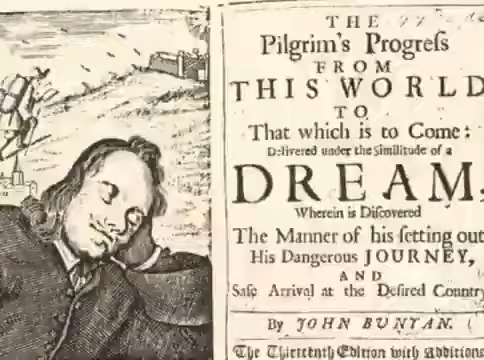 THE
Pilgrim's Progreſs
FROM
THIS WORLD
TO
That which is to Come:
Delivered under the Similitude of a
DREAM,
Wherein is Diſcovered
The Manner of his ſetting out
His Dangerous JOURNEY,
AND
Safe Arrival at the Deſired Country
By JOHN BUNYAN.
The Thirteenth Edition with Additions